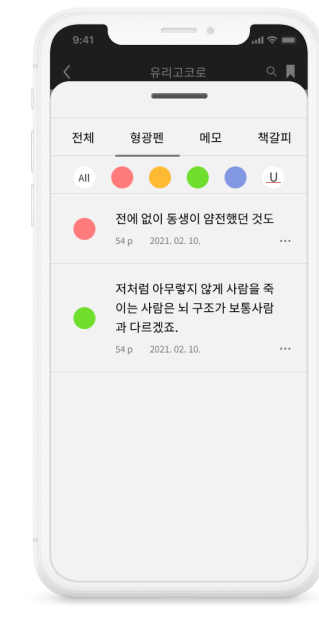 9:41
유리고코로
전체 형광펜 메모 책갈피
All U
전에 없이 동생이 얌전했던 것도
54 p 2021. 02. 10.
저처럼 아무렇지 않게 사람을 죽
이는 사람은 뇌 구조가 보통사람
과 다르겠죠.
54 p 2021. 02. 10.